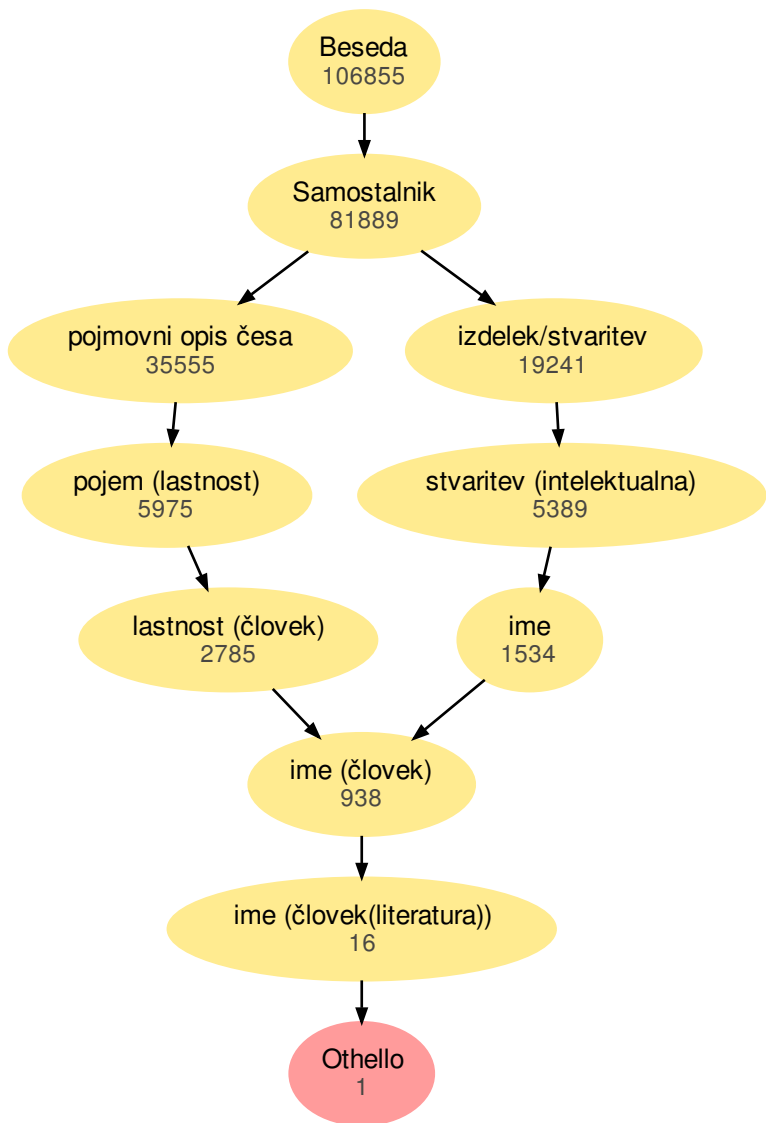 Beseda
106855
Samostalnik
81889
pojmovni opis česa
35555
izdelek/stvaritev
19241
pojem (lastnost)
5975
stvaritev (intelektualna)
5389
lastnost (človek)
2785
ime
1534
ime (človek)
938
ime (človek(literatura))
16
Othello
1